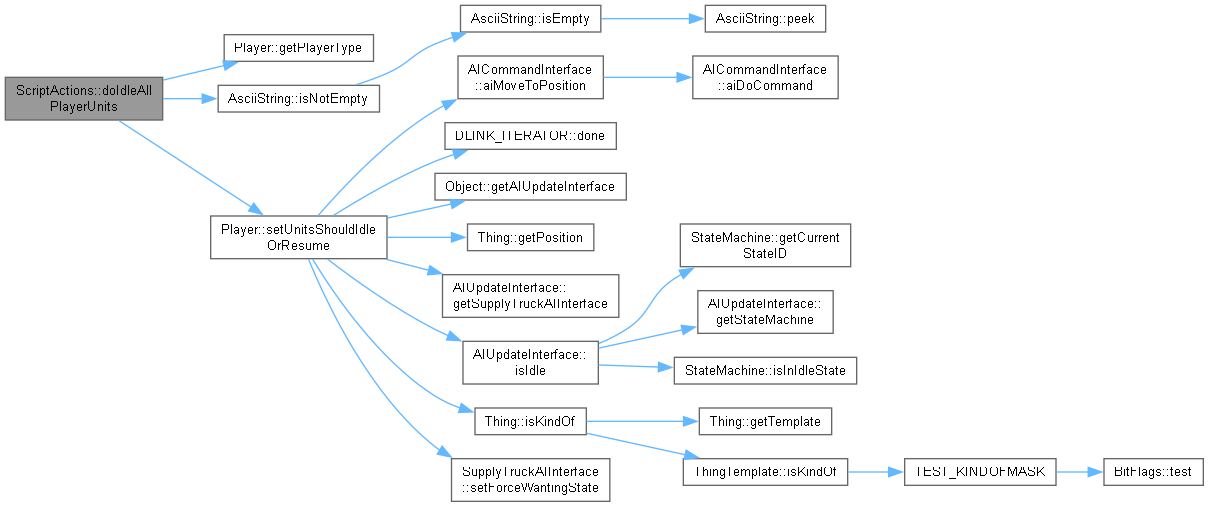 ScriptActions::doIdleAll
PlayerUnits
Player::getPlayerType
AsciiString::isNotEmpty
AsciiString::isEmpty
AsciiString::peek
Player::setUnitsShouldIdle
OrResume
AICommandInterface
::aiMoveToPosition
AICommandInterface
::aiDoCommand
DLINK_ITERATOR::done
Object::getAIUpdateInterface
Thing::getPosition
AIUpdateInterface::
getSupplyTruckAIInterface
AIUpdateInterface::
isIdle
StateMachine::getCurrent
StateID
AIUpdateInterface::
getStateMachine
StateMachine::isInIdleState
Thing::isKindOf
Thing::getTemplate
ThingTemplate::isKindOf
TEST_KINDOFMASK
BitFlags::test
SupplyTruckAIInterface
::setForceWantingState